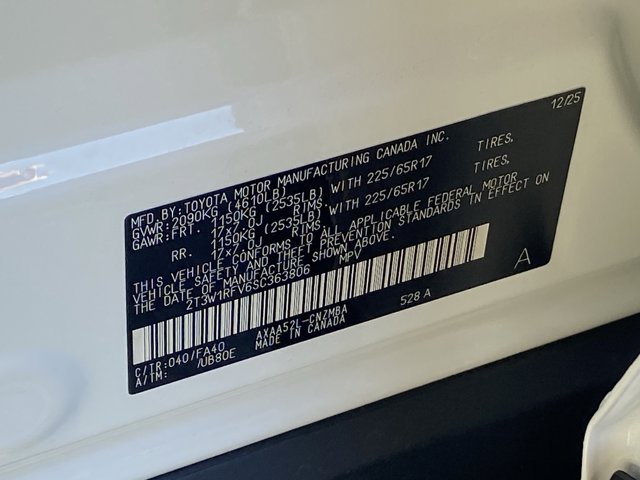 12/25
MFD.BY:TOYOTA MOTOR MANUFACTURING CANADA INC.
GVWR:2090KG (4610LB)
GAWR:FRT. 1150KG (2535LB) WITH 225/65R17 TIRES,
17x7.0J RIMS.
RR. 1150KG (2535LB) WITH 225/65R17 TIRES,
17x7.0J RIMS.
THIS VEHICLE CONFORMS TO ALL APPLICABLE FEDERAL MOTOR
VEHICLE SAFETY AND THEFT PREVENTION STANDARDS IN EFFECT ON
THE DATE OF MANUFACTURE SHOWN ABOVE.
2T3W1RFV6SC363806 MPV
A
C/TR:040/FA40 AXAA52L-CNZMBA 528 A
A/TM: /UB80E MADE IN CANADA